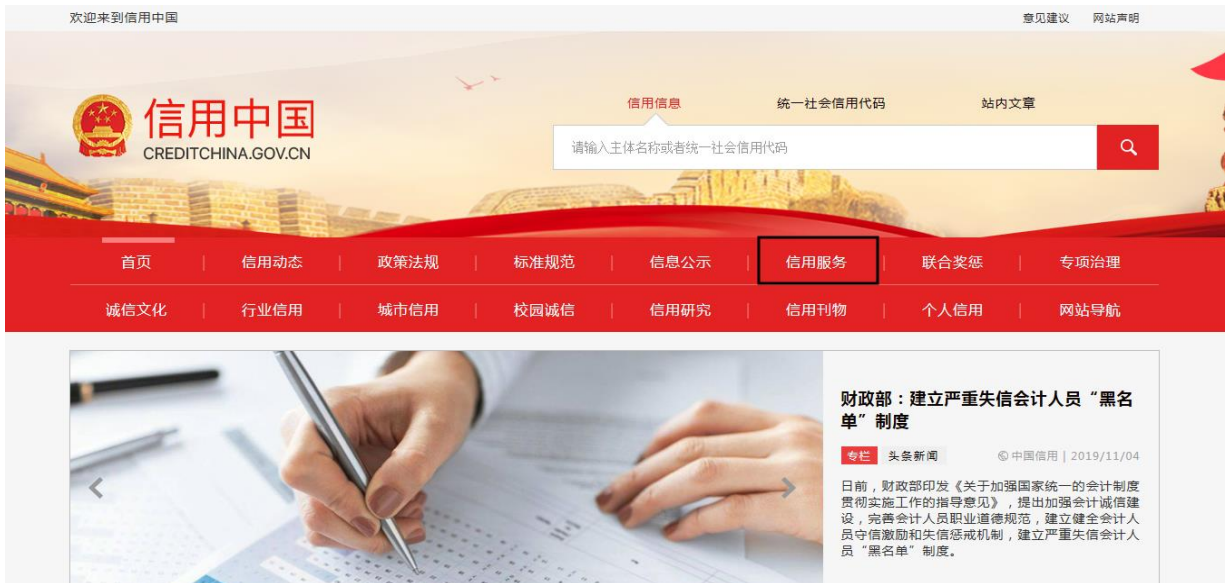 欢迎来到信用中国
意见建议 网站声明
信用中国
CREDITCHINA.GOV.CN
信用信息 统一社会信用代码 站内文章
请输入主体名称或者统一社会信用代码
首页 | 信用动态 | 政策法规 | 标准规范 | 信息公示 | 信用服务 | 联合奖惩 | 专项治理
诚信文化 | 行业信用 | 城市信用 | 校园诚信 | 信用研究 | 信用刊物 | 个人信用 | 网站导航
财政部：建立严重失信会计人员“黑名
单”制度
专栏 头条新闻 中国信用 | 2019/11/04
日前，财政部印发《关于加强国家统一的会计制度
贯彻实施工作的指导意见》，提出加强会计诚信建
设，完善会计人员职业道德规范，建立健全会计人
员守信激励和失信惩戒机制，建立严重失信会计人
员“黑名单”制度。